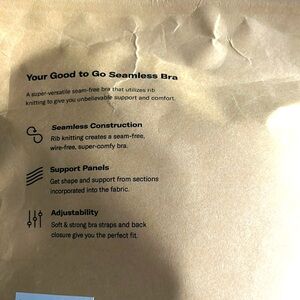 Your Good to Go Seamless Bra
A super-versatile seam-free bra that utilizes rib
knitting to give you unbelievable support and comfort.
Seamless Construction
Rib knitting creates a seam-free,
wire-free, super-comfy bra.
Support Panels
Get shape and support from sections
incorporated into the fabric.
Adjustability
Soft & strong bra straps and back
closure give you the perfect fit.